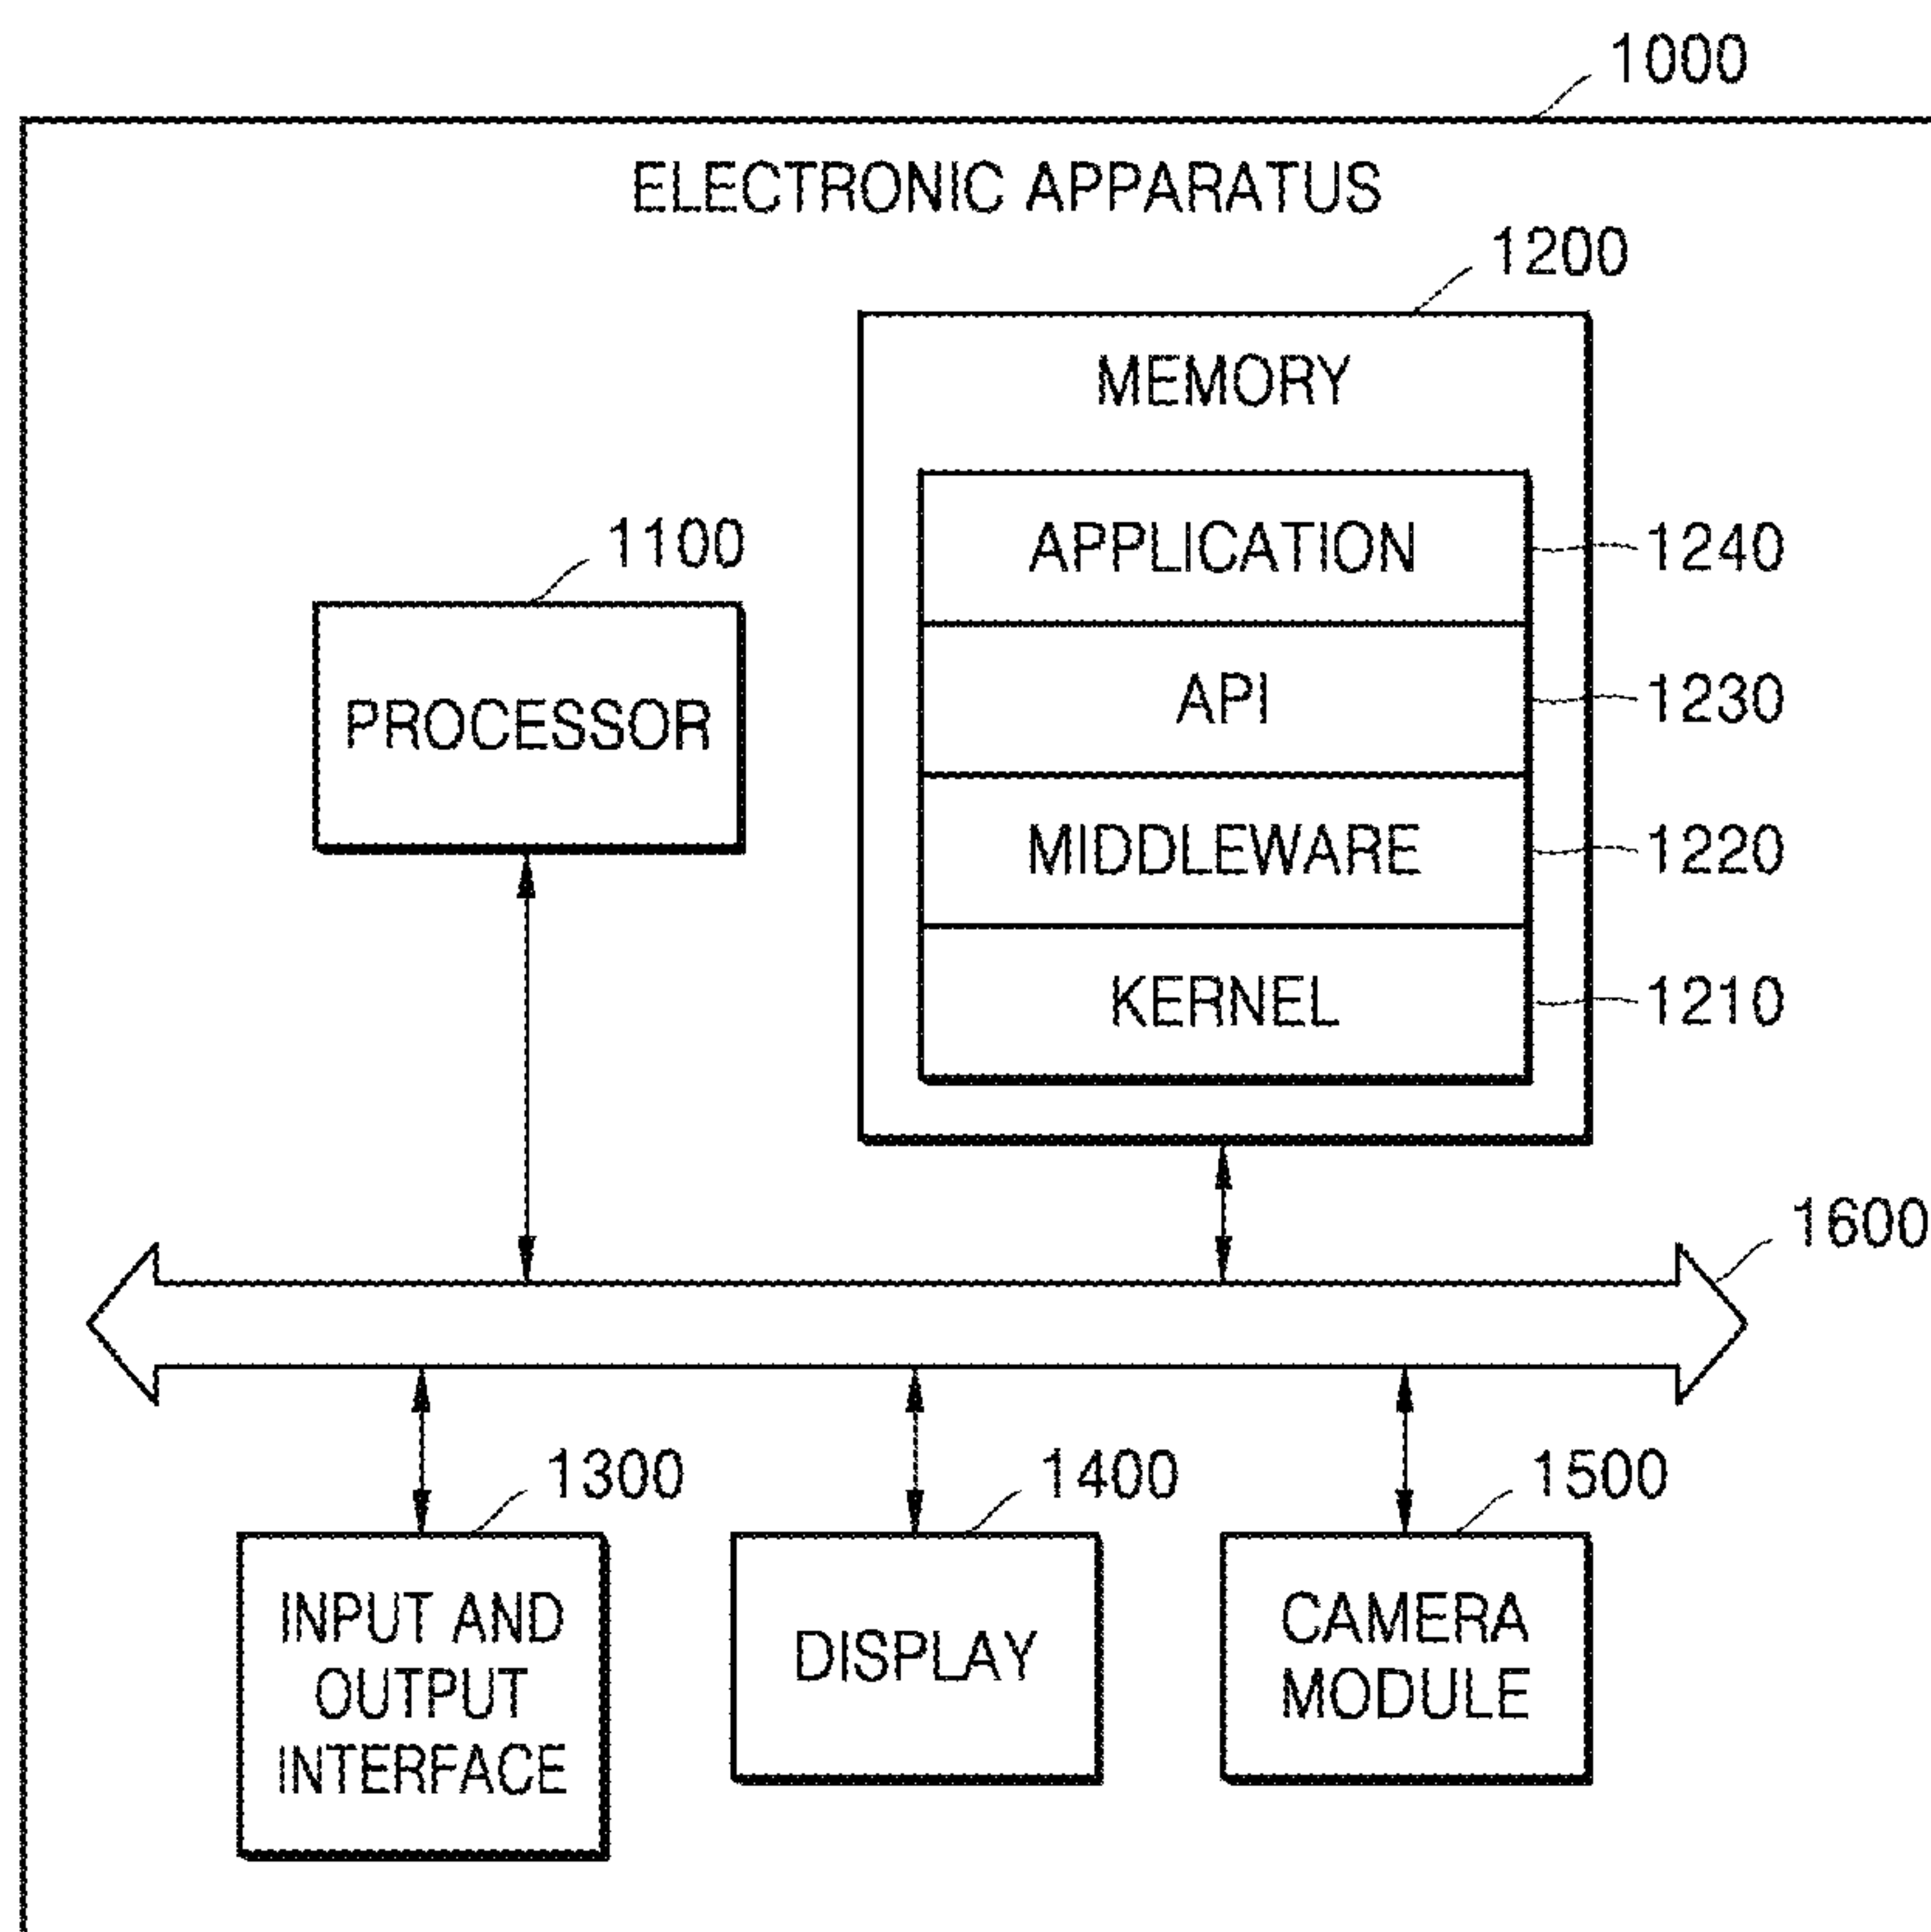 1000
ELECTRONIC APPARATUS
1200
MEMORY
APPLICATION
1240
1100
API
1230
PROCESSOR
MIDDLEWARE
1220
KERNEL
1210
1600
1300
1400
1500
INPUT AND
OUTPUT
INTERFACE
DISPLAY
CAMERA
MODULE